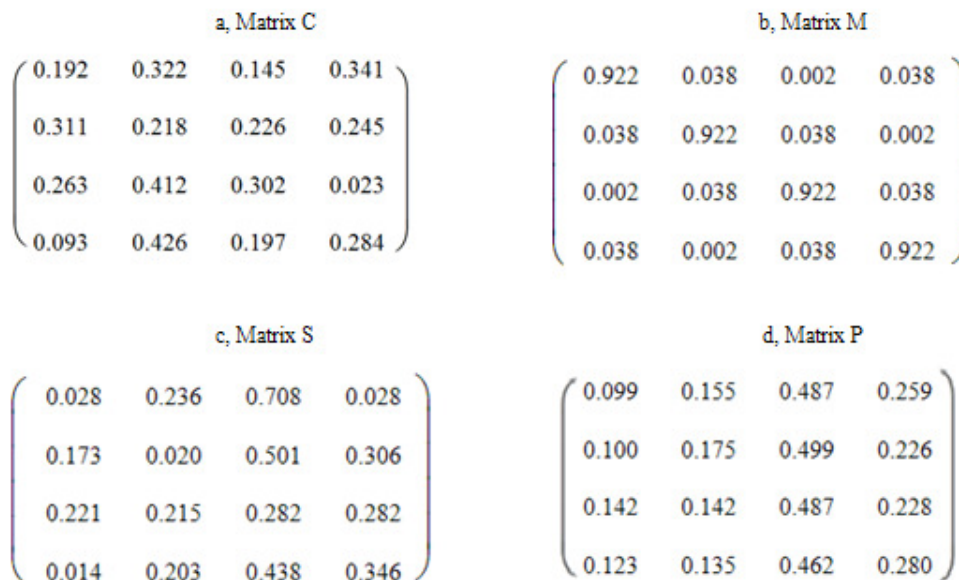 a, Matrix C
0.192 0.322 0.145 0.341
0.311 0.218 0.226 0.245
0.263 0.412 0.302 0.023
0.093 0.426 0.197 0.284
b, Matrix M
0.922 0.038 0.002 0.038
0.038 0.922 0.038 0.002
0.002 0.038 0.922 0.038
0.038 0.002 0.038 0.922
c, Matrix S
0.028 0.236 0.708 0.028
0.173 0.020 0.501 0.306
0.221 0.215 0.282 0.282
0.014 0.203 0.438 0.346
d, Matrix P
0.099 0.155 0.487 0.259
0.100 0.175 0.499 0.226
0.142 0.142 0.487 0.228
0.123 0.135 0.462 0.280